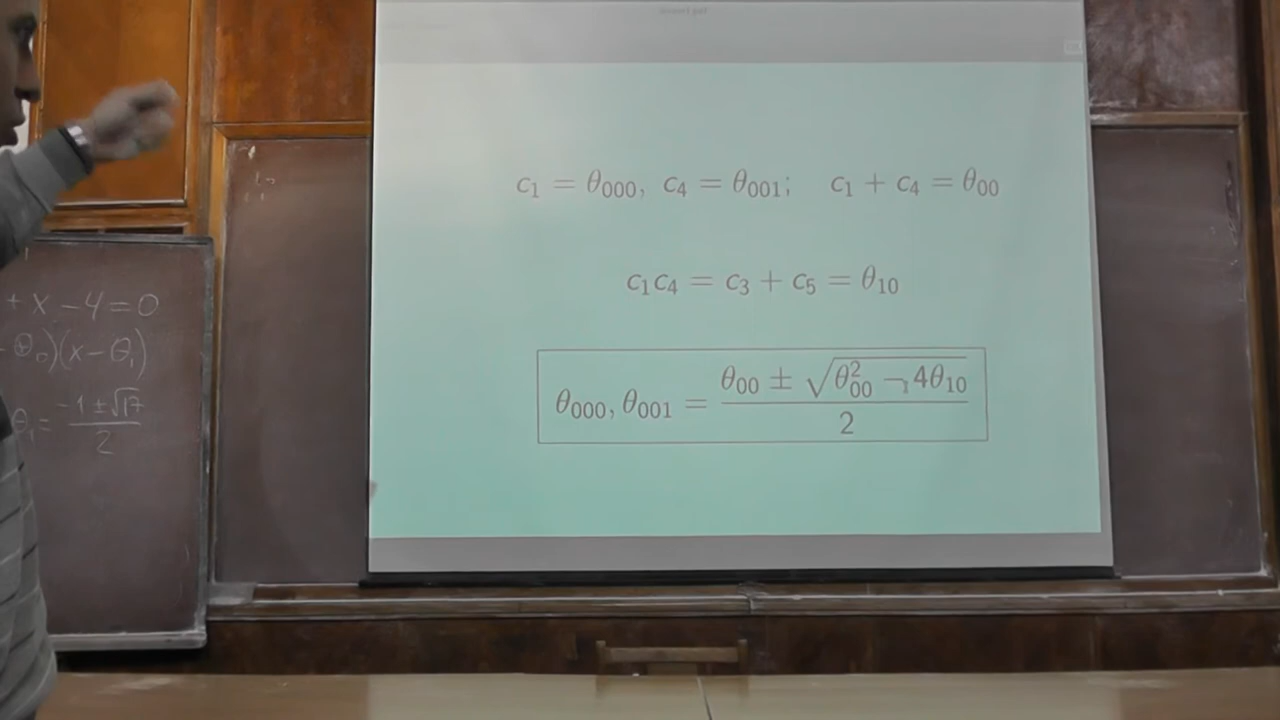 + x − 4 = 0
θ₀)(x − θ₁)
θ₁ = (−1 ± √17)/2
c₁ = θ₀₀₀, c₄ = θ₀₀₁; c₁ + c₄ = θ₀₀
c₁c₄ = c₃ + c₅ = θ₁₀
θ₀₀₀, θ₀₀₁ = (θ₀₀ ± √(θ₀₀² − 4θ₁₀))/2